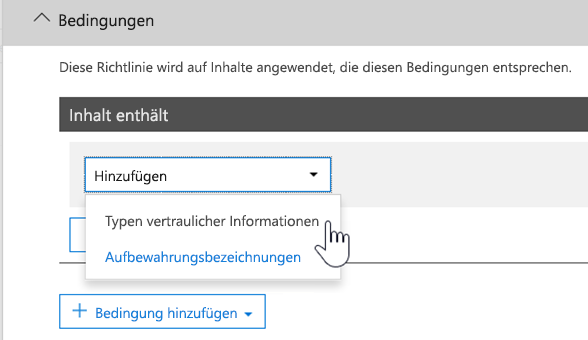 Bedingungen
Diese Richtlinie wird auf Inhalte angewendet, die diesen Bedingungen entsprechen.
Inhalt enthält
Hinzufügen
Typen vertraulicher Informationen
Aufbewahrungsbezeichnungen
+ Bedingung hinzufügen